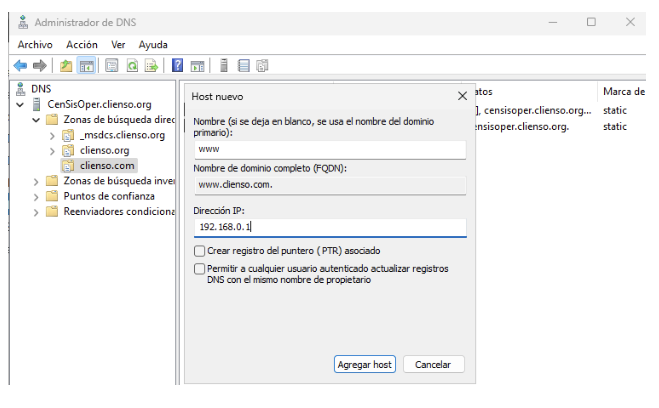 Administrador de DNS
Archivo Acción Ver Ayuda
DNS
CenSisOper.clienso.org
Zonas de búsqueda direc
_msdcs.clienso.org
clienso.org
clienso.com
Zonas de búsqueda inver
Puntos de confianza
Reenviadores condiciona
Host nuevo
Nombre (si se deja en blanco, se usa el nombre del dominio
primario):
www
Nombre de dominio completo (FQDN):
www.clienso.com.
Dirección IP:
192.168.0.1
Crear registro del puntero (PTR) asociado
Permitir a cualquier usuario autenticado actualizar registros
DNS con el mismo nombre de propietario
Agregar host Cancelar
atos Marca de
], censisoper.clienso.org... static
ensisoper.clienso.org. static